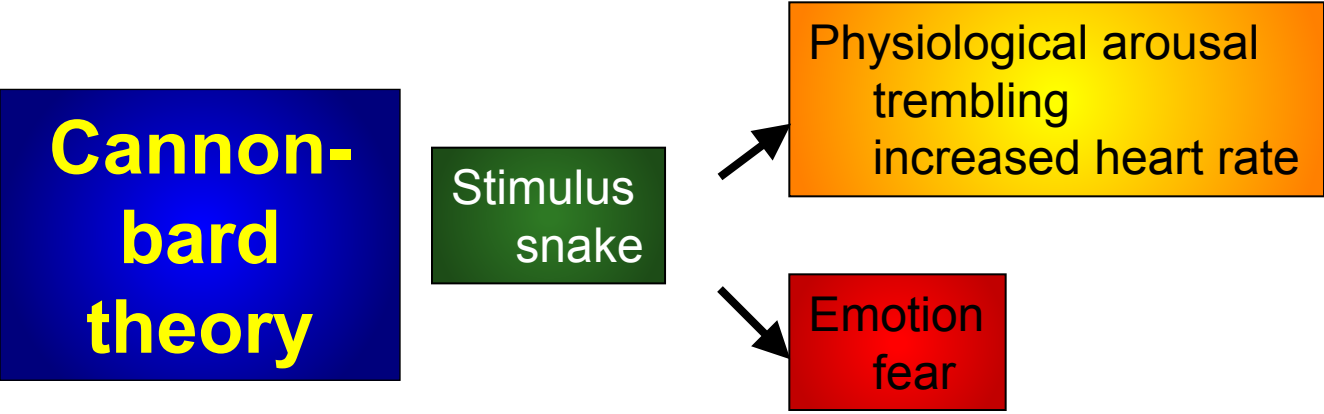 Cannon-
bard
theory
Stimulus
snake
Physiological arousal
trembling
increased heart rate
Emotion
fear